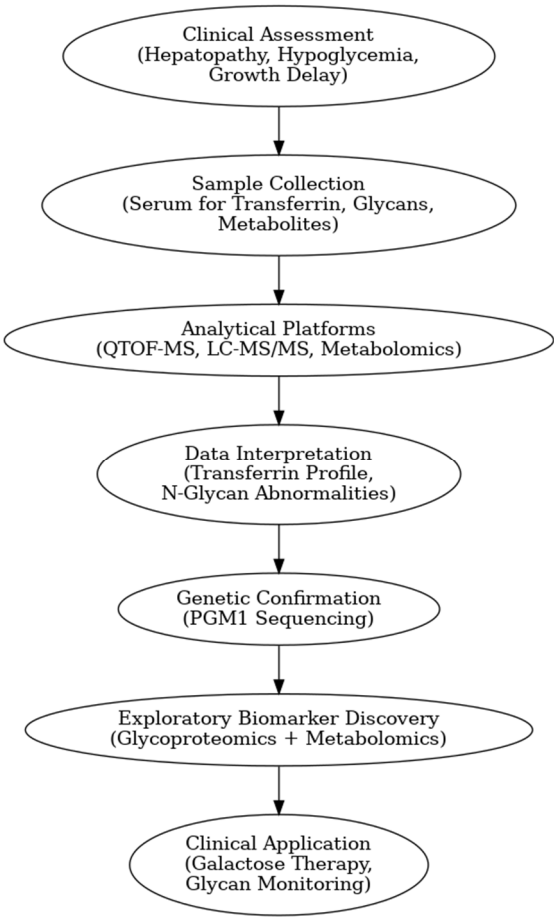 Clinical Assessment
(Hepatopathy, Hypoglycemia,
Growth Delay)
Sample Collection
(Serum for Transferrin, Glycans,
Metabolites)
Analytical Platforms
(QTOF-MS, LC-MS/MS, Metabolomics)
Data Interpretation
(Transferrin Profile,
N-Glycan Abnormalities)
Genetic Confirmation
(PGM1 Sequencing)
Exploratory Biomarker Discovery
(Glycoproteomics + Metabolomics)
Clinical Application
(Galactose Therapy,
Glycan Monitoring)